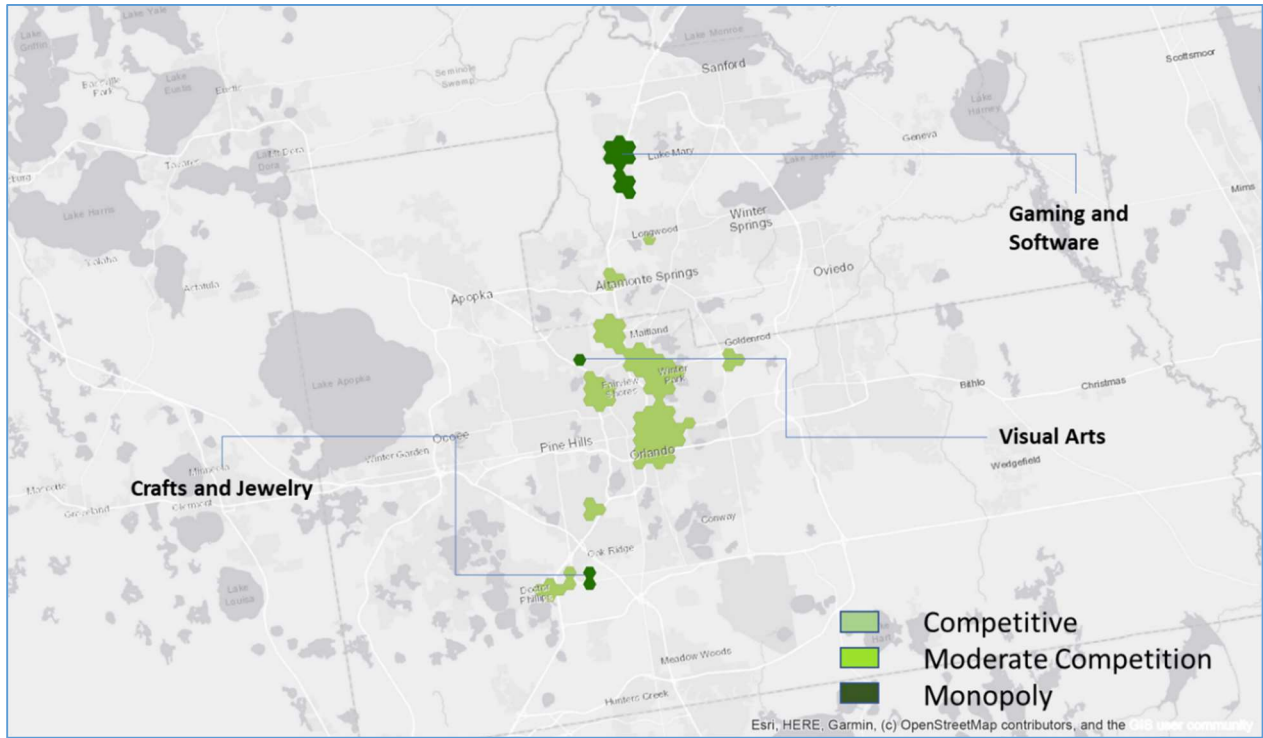 Lake Yale
Lake Monroe
Lake
Griffin
Sanford
Scottsmoor
Seminole
Swamp
Lake
Eustis
Eustis
Lake
Harney
Geneva
Tavares
Lake Mary
Lake Jesup
Mims
Lake Harris
Gaming and
Software
Winter
Springs
Longwood
Oviedo
Altamonte Springs
Astatula
Apopka
Maitland
Goldenrod
Lake Apopka
Fairview
Shores
Winter
Park
Bithlo
Christmas
Ocoee
Pine Hills
Orlando
Visual Arts
Winter Garden
Wedgefield
Minneola
Crafts and Jewelry
Groveland
Clermont
Conway
Oak Ridge
Lake
Louisa
Doctor
Phillips
Competitive
Moderate Competition
Monopoly
Meadow Woods
Hunters Creek
Esri, HERE, Garmin, (c) OpenStreetMap contributors, and the GIS user community